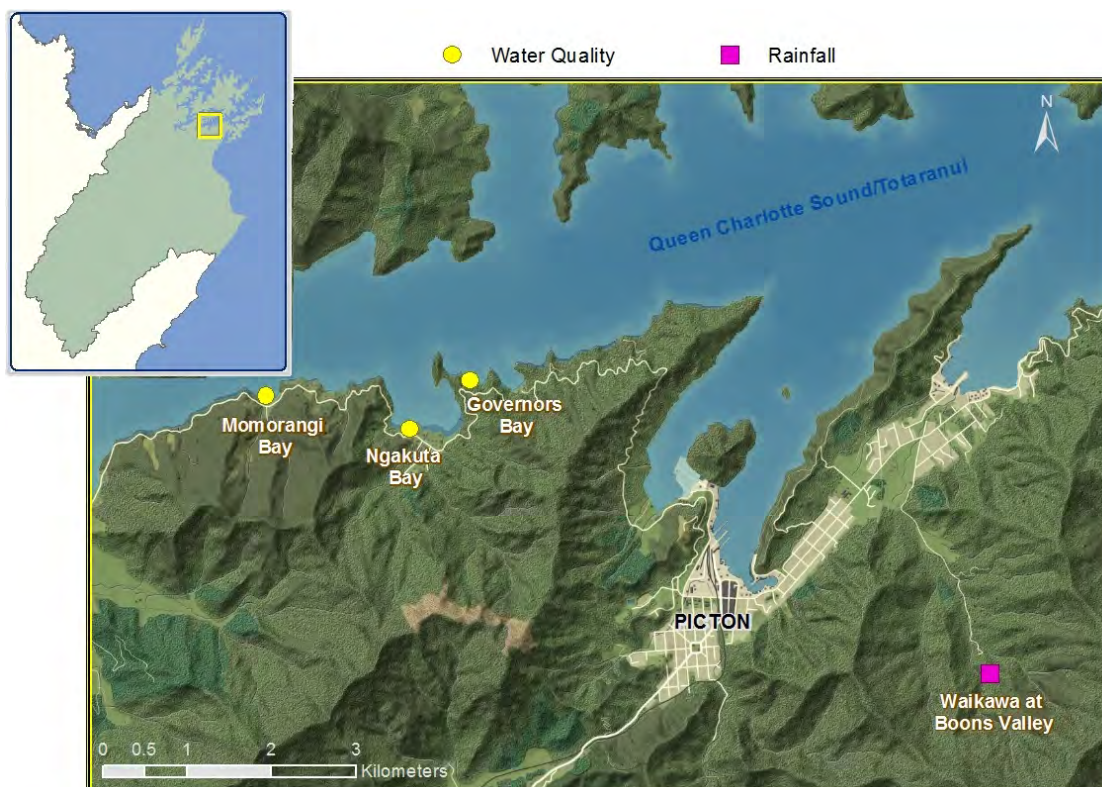 Water Quality
Rainfall
N
Queen Charlotte Sound/Totaranui
Momorangi
Bay
Ngakuta
Bay
Governors
Bay
PICTON
Waikawa at
Boons Valley
0 0.5 1 2 3
Kilometers